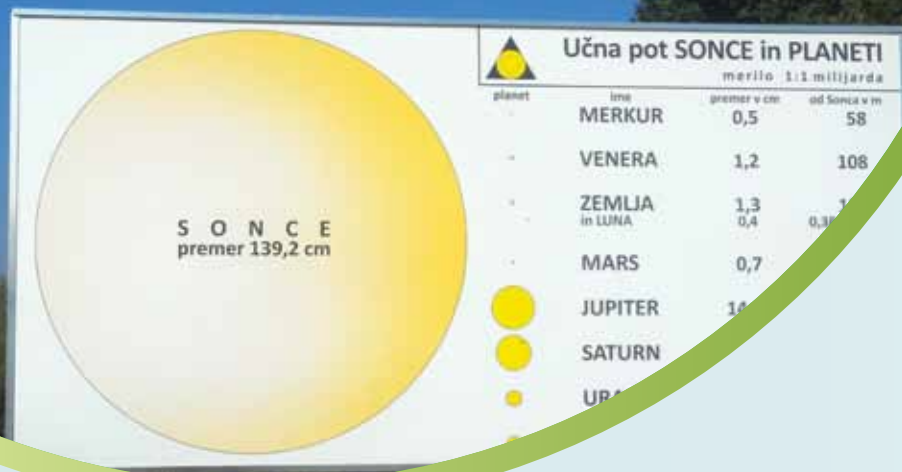 S O N C E
premer 139,2 cm
Učna pot SONCE in PLANETI
merilo 1:1 milijarda
planet ime premer v cm od Sonca v m
MERKUR 0,5 58
VENERA 1,2 108
ZEMLJA 1,3
in LUNA 0,4
MARS 0,7
JUPITER
SATURN